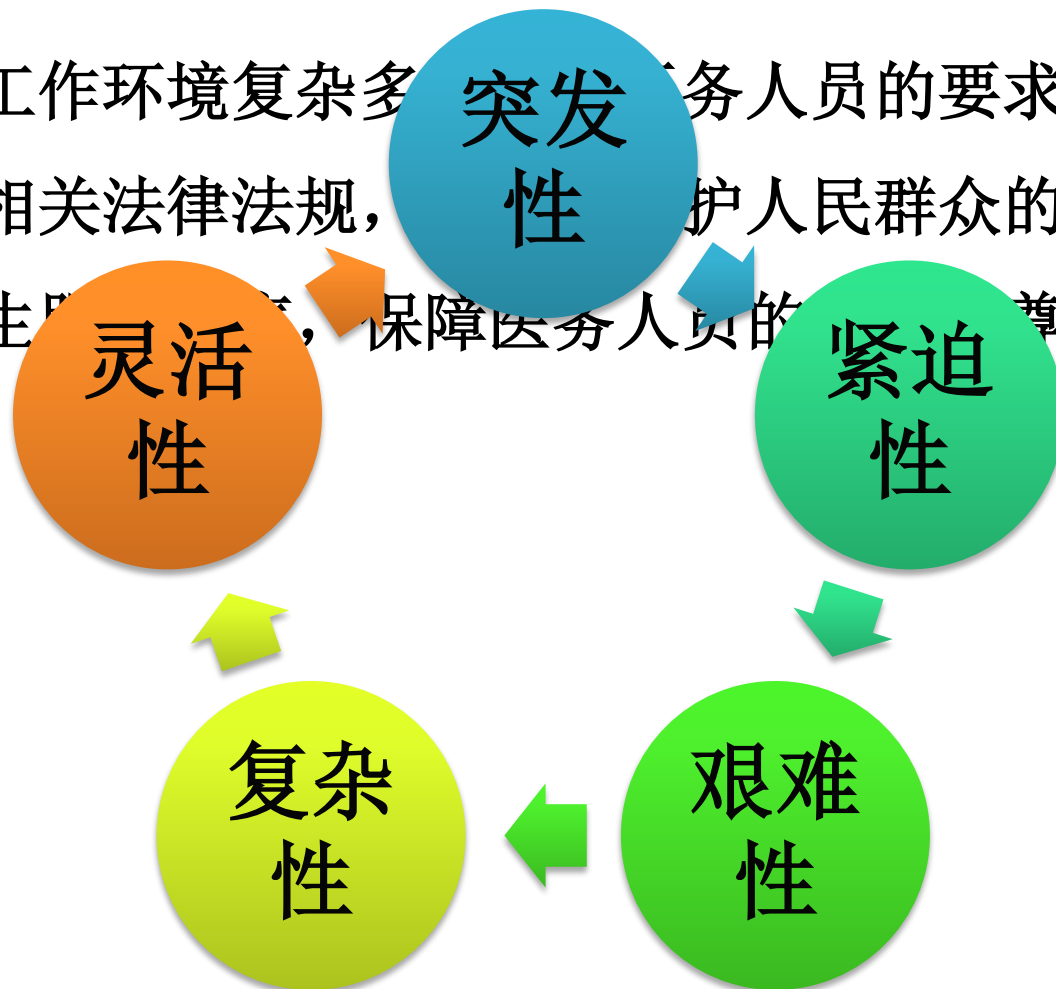 工作环境复杂多 务人员的要求
相关法律法规， 护人民群众的
生 ，保障医务人员的
突发
性
紧迫
性
艰难
性
复杂
性
灵活
性